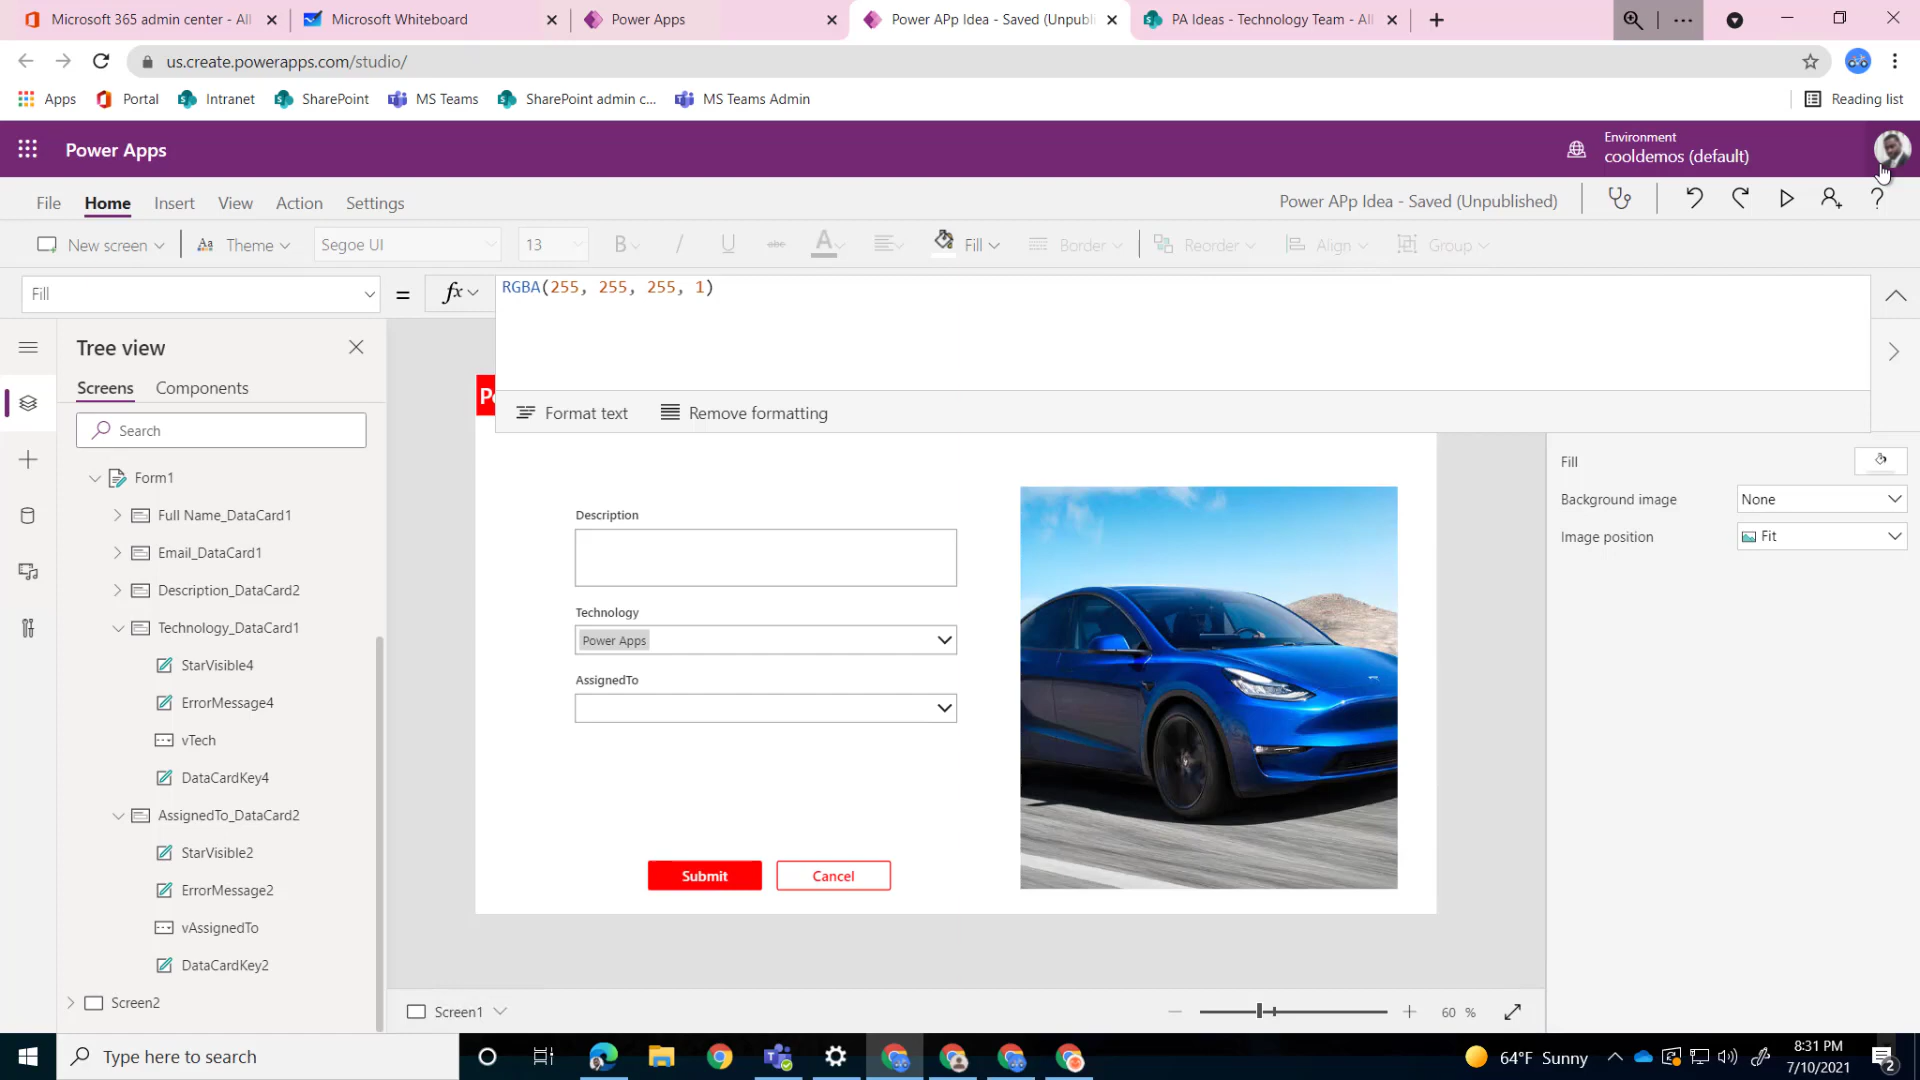 Microsoft 365 admin center - All
Microsoft Whiteboard
Power Apps
Power APp Idea - Saved (Unpubli
PA Ideas - Technology Team - All
us.create.powerapps.com/studio/
Apps
Portal
Intranet
SharePoint
MS Teams
SharePoint admin c...
MS Teams Admin
Reading list
Power Apps
Environment
cooldemos (default)
File
Home
Insert
View
Action
Settings
Power APp Idea - Saved (Unpublished)
New screen
Theme
Segoe UI
13
B
I
U
abc
A
Fill
Border
Reorder
Align
Group
Fill
=
fx
RGBA(255, 255, 255, 1)
Format text
Remove formatting
Tree view
Screens
Components
Search
Form1
Full Name_DataCard1
Email_DataCard1
Description_DataCard2
Technology_DataCard1
StarVisible4
ErrorMessage4
vTech
DataCardKey4
AssignedTo_DataCard2
StarVisible2
ErrorMessage2
vAssignedTo
DataCardKey2
Screen2
Description
Technology
Power Apps
AssignedTo
Submit
Cancel
Fill
Background image
None
Image position
Fit
Screen1
60 %
Type here to search
64°F Sunny
8:31 PM
7/10/2021
2